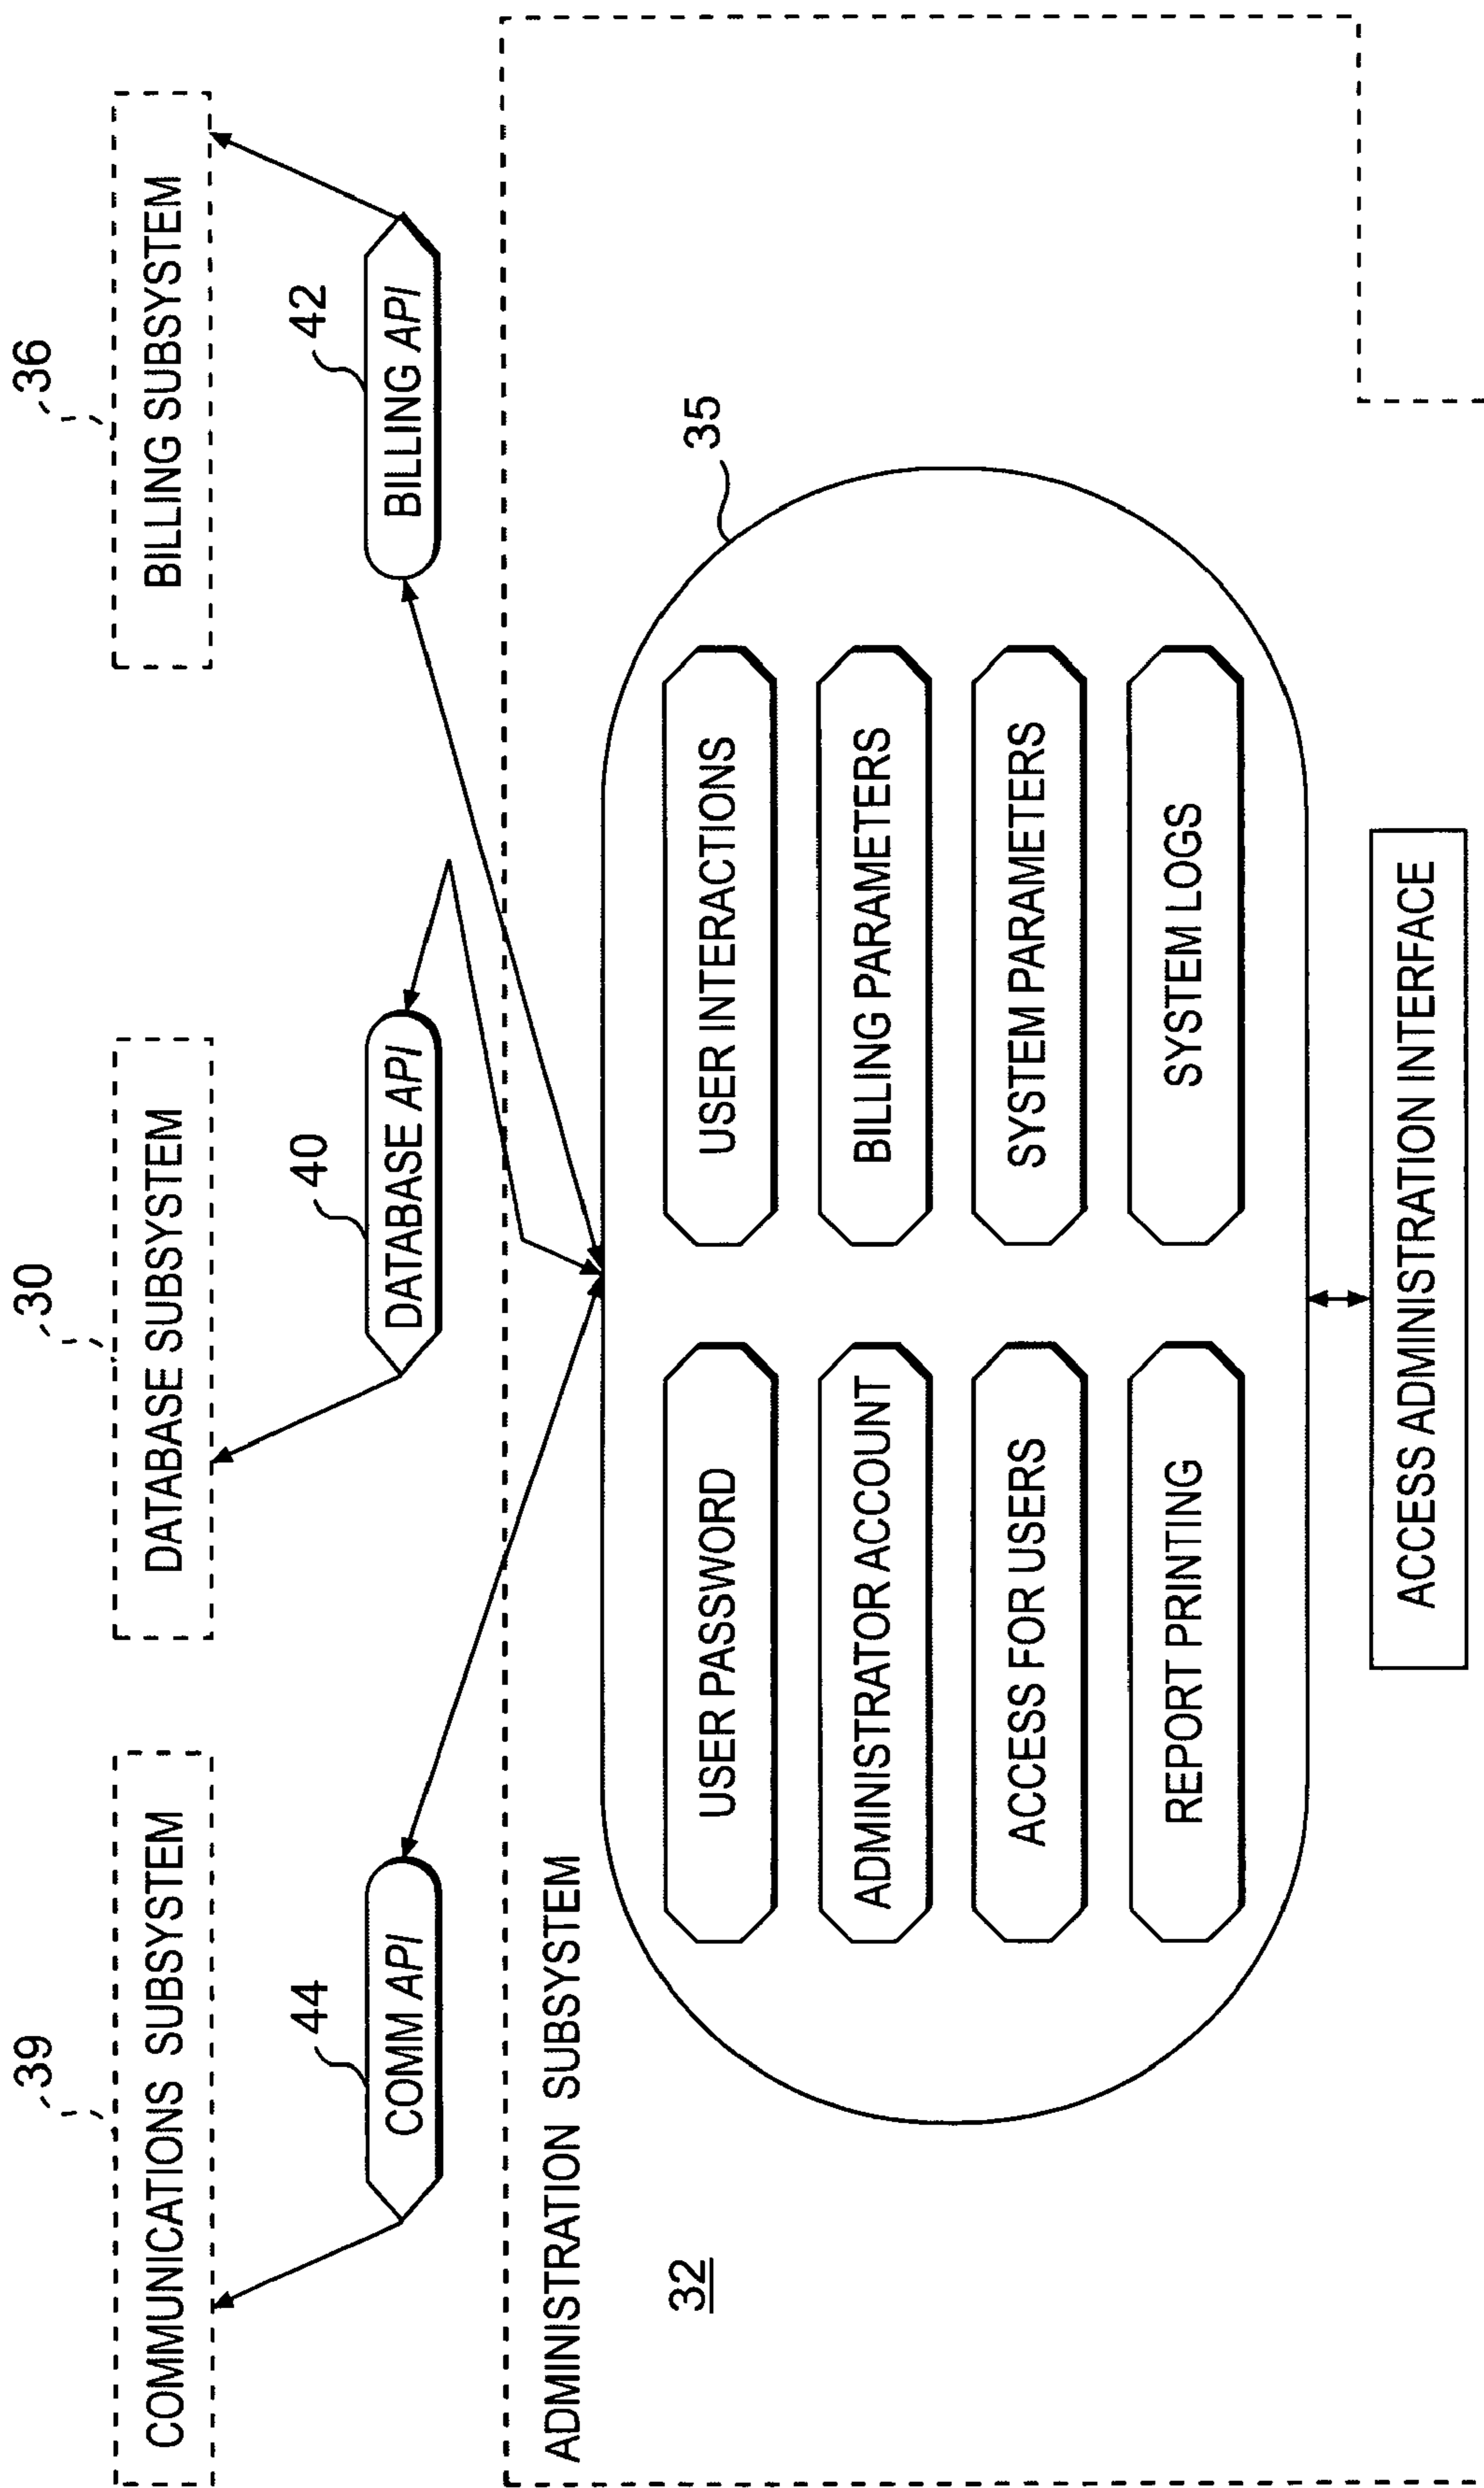 39
30
36
COMMUNICATIONS SUBSYSTEM
DATABASE SUBSYSTEM
BILLING SUBSYSTEM
44
40
42
COMM API
DATABASE API
BILLING API
ADMINISTRATION SUBSYSTEM
32
35
USER PASSWORD
USER INTERACTIONS
ADMINISTRATOR ACCOUNT
BILLING PARAMETERS
ACCESS FOR USERS
SYSTEM PARAMETERS
REPORT PRINTING
SYSTEM LOGS
ACCESS ADMINISTRATION INTERFACE